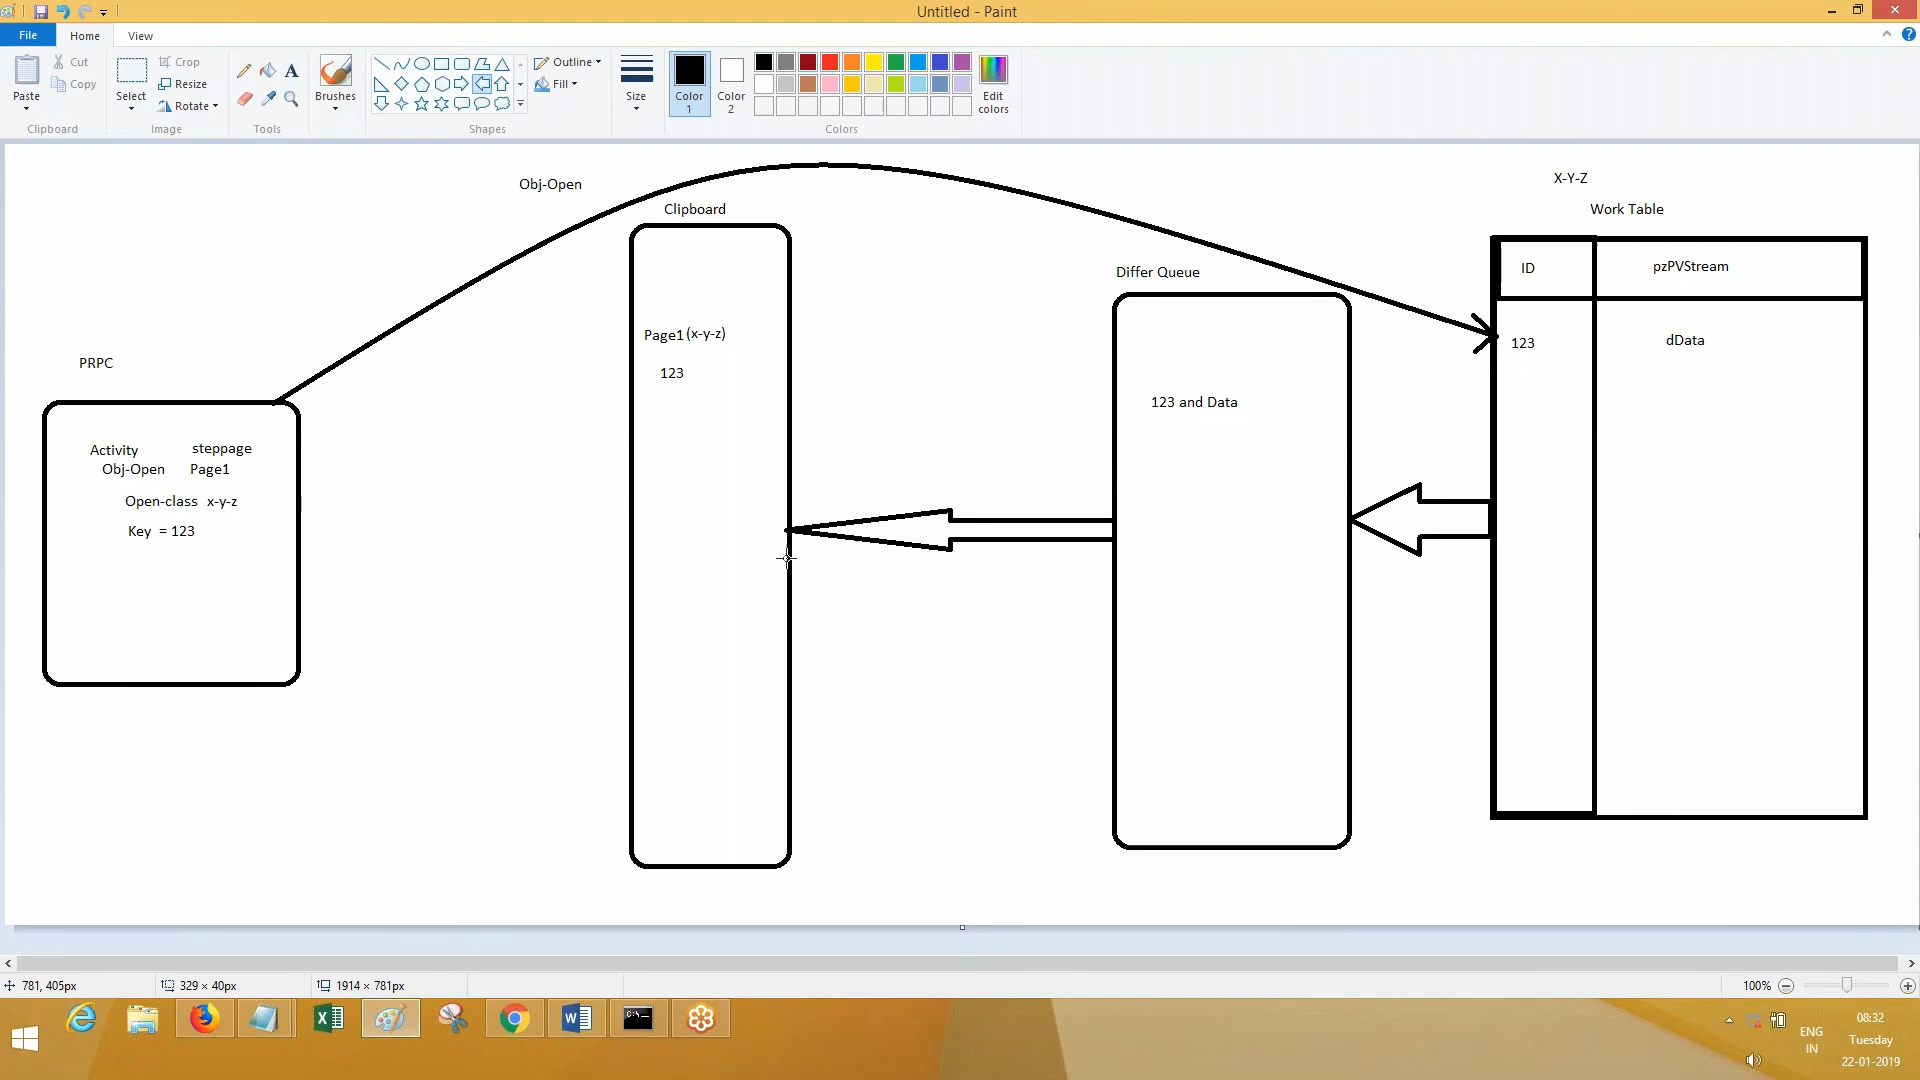 Untitled - Paint
File Home View
Paste
Cut
Copy
Clipboard
Select
Crop
Resize
Rotate
Image
Tools
Brushes
Outline
Fill
Shapes
Size
Color 1
Color 2
Edit colors
Colors
Obj-Open
Clipboard
X-Y-Z
Work Table
Differ Queue
ID pzPVStream
Page1 (x-y-z)
123
123 dData
PRPC
123 and Data
Activity steppage
Obj-Open Page1
Open-class x-y-z
Key = 123
781, 405px
329 × 40px
1914 × 781px
100%
C:\_
ENG
IN
08:32
Tuesday
22-01-2019